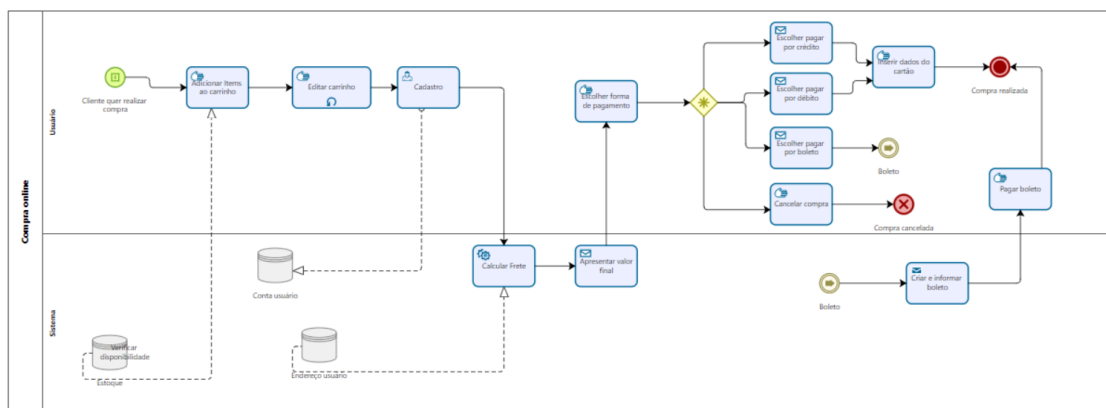 Compra online
Usuário
Cliente quer realizar
compra
Adicionar Items
ao carrinho
Editar carrinho
Cadastro
Escolher forma
de pagamento
Escolher pagar
por crédito
Escolher pagar
por débito
Escolher pagar
por boleto
Cancelar compra
Inserir dados do
cartão
Compra realizada
Boleto
Compra cancelada
Pagar boleto
Sistema
Conta usuário
Calcular Frete
Apresentar valor
final
Boleto
Criar e informar
boleto
Verificar
disponibilidade
Estoque
Endereço usuário